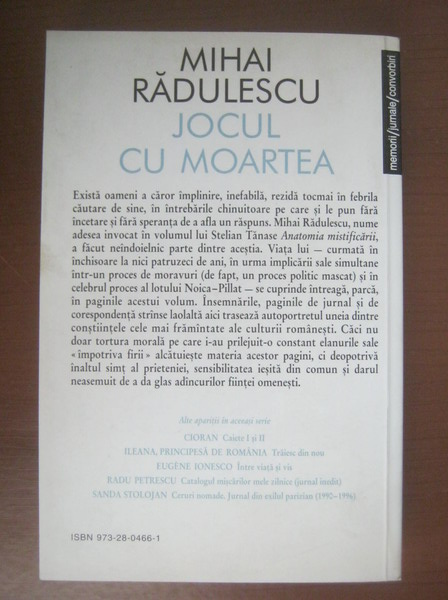 MIHAI
RĂDULESCU
JOCUL
CU MOARTEA
memorii/jurnale/convorbiri
Există oameni a căror împlinire, inefabilă, rezidă tocmai în febrila
căutare de sine, în întrebările chinuitoare pe care și le pun fără
încetare și fără speranța de a afla un răspuns. Mihai Rădulescu, nume
adesea invocat în volumul lui Stelian Tănase Anatomia mistificării,
a făcut neîndoielnic parte dintre aceștia. Viața lui — curmată în
închisoare la nici patruzeci de ani, în urma implicării sale simultane
într-un proces de moravuri (de fapt, un proces politic mascat) și în
celebrul proces al lotului Noica–Pillat — se cuprinde întreagă, parcă,
în paginile acestui volum. Însemnările, paginile de jurnal și de
corespondență strînse laolaltă aici trasează autoportretul uneia dintre
conștiințele cele mai frămîntate ale culturii românești. Căci nu
doar tortura morală pe care i-au prilejuit-o constant elanurile sale
«împotriva firii» alcătuiește materia acestor pagini, ci deopotrivă
înaltul simț al prieteniei, sensibilitatea ieșită din comun și darul
neasemuit de a da glas adîncurilor ființei omenești.
Alte apariții în aceeași serie
CIORAN Caiete I și II
ILEANA, PRINCIPESĂ DE ROMÂNIA Trăiesc din nou
EUGÈNE IONESCO Între viață și vis
RADU PETRESCU Catalogul mișcărilor mele zilnice (jurnal inedit)
SANDA STOLOJAN Ceruri nomade. Jurnal din exilul parizian (1990–1996)
ISBN 973-28-0466-1